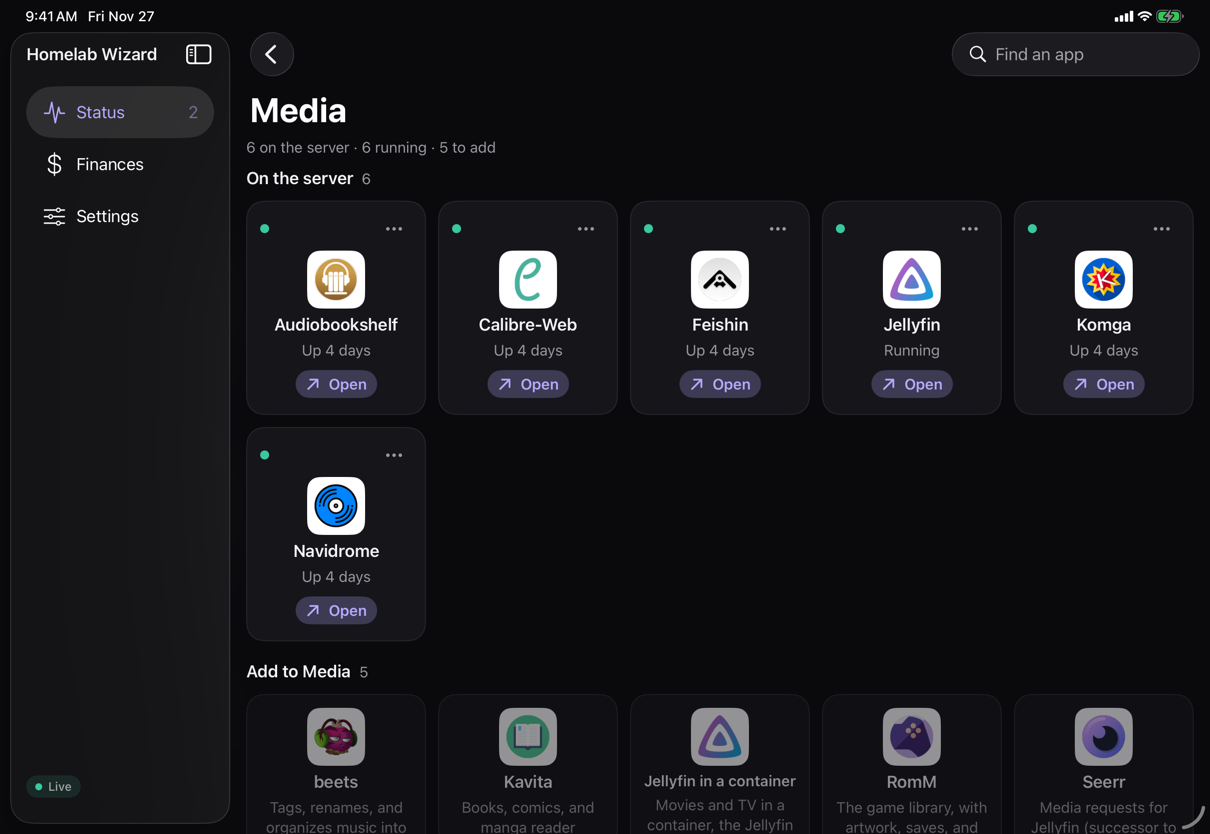 9:41 AM Fri Nov 27
Homelab Wizard
Find an app
Status 2
Finances
Settings
Live
Media
6 on the server · 6 running · 5 to add
On the server 6
Audiobookshelf
Up 4 days
Open
Calibre-Web
Up 4 days
Open
Feishin
Up 4 days
Open
Jellyfin
Running
Open
Komga
Up 4 days
Open
Navidrome
Up 4 days
Open
Add to Media 5
beets
Tags, renames, and
organizes music into
Kavita
Books, comics, and
manga reader
Jellyfin in a container
Movies and TV in a
container, the Jellyfin
RomM
The game library, with
artwork, saves, and
Seerr
Media requests for
Jellyfin (successor to